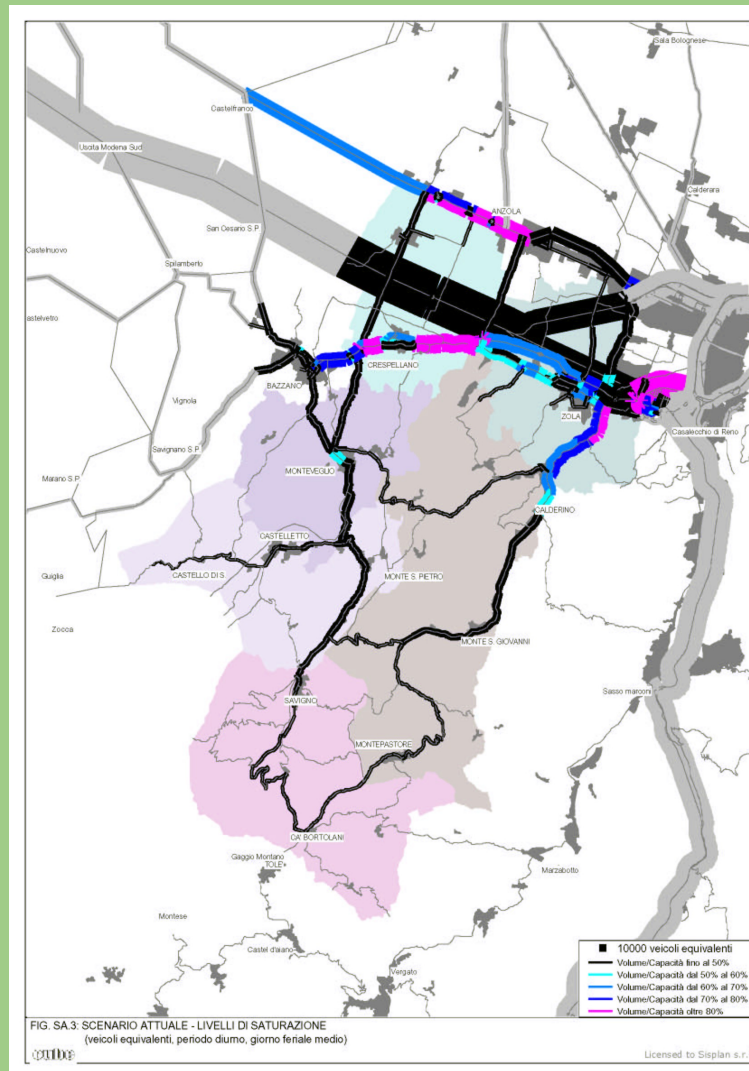 Sala Bolognese
Castelfranco
Uscita Modena Sud
Calderara
ANZOLA
San Cesario S.P.
Castelnuovo
Spilamberto
astelvetro
CRESPELLANO
BAZZANO
Vignola
ZOLA
Casalecchio di Reno
Savignano S.P.
MONTEVEGLIO
Marano S.P.
CALDERINO
CASTELLETTO
CASTELLO DI S.
MONTE S. PIETRO
Guiglia
Zocca
MONTE S. GIOVANNI
Sasso marconi
SAVIGNO
MONTEPASTORE
CA' BORTOLANI
Gaggio Montano
TOLE'
Marzabotto
Montese
Castel d'aiano
Vergato
10000 veicoli equivalenti
Volume/Capacità fino al 50%
Volume/Capacità dal 50% al 60%
Volume/Capacità dal 60% al 70%
Volume/Capacità dal 70% al 80%
Volume/Capacità oltre 80%
FIG. SA.3: SCENARIO ATTUALE - LIVELLI DI SATURAZIONE
(veicoli equivalenti, periodo diurno, giorno feriale medio)
cube
Licensed to Sisplan s.r.